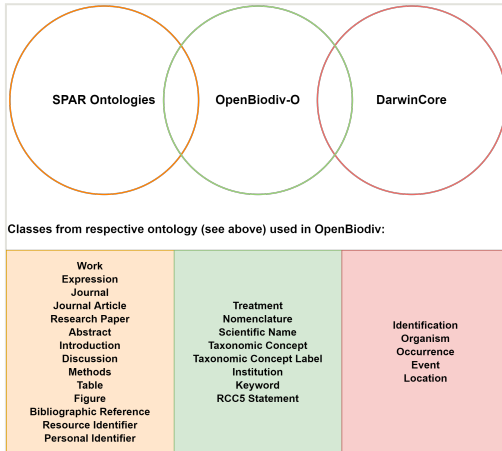 SPAR Ontologies
OpenBiodiv-O
DarwinCore
Classes from respective ontology (see above) used in OpenBiodiv:
Work
Expression
Journal
Journal Article
Research Paper
Abstract
Introduction
Discussion
Methods
Table
Figure
Bibliographic Reference
Resource Identifier
Personal Identifier
Treatment
Nomenclature
Scientific Name
Taxonomic Concept
Taxonomic Concept Label
Institution
Keyword
RCC5 Statement
Identification
Organism
Occurrence
Event
Location